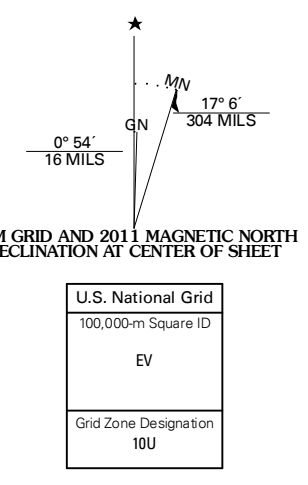 ★
MN
GN
17° 6´
304 MILS
0° 54´
16 MILS
GRID AND 2011 MAGNETIC NORTH
AT CENTER OF SHEET
U.S. National Grid
100,000-m Square ID
EV
Grid Zone Designation
10U